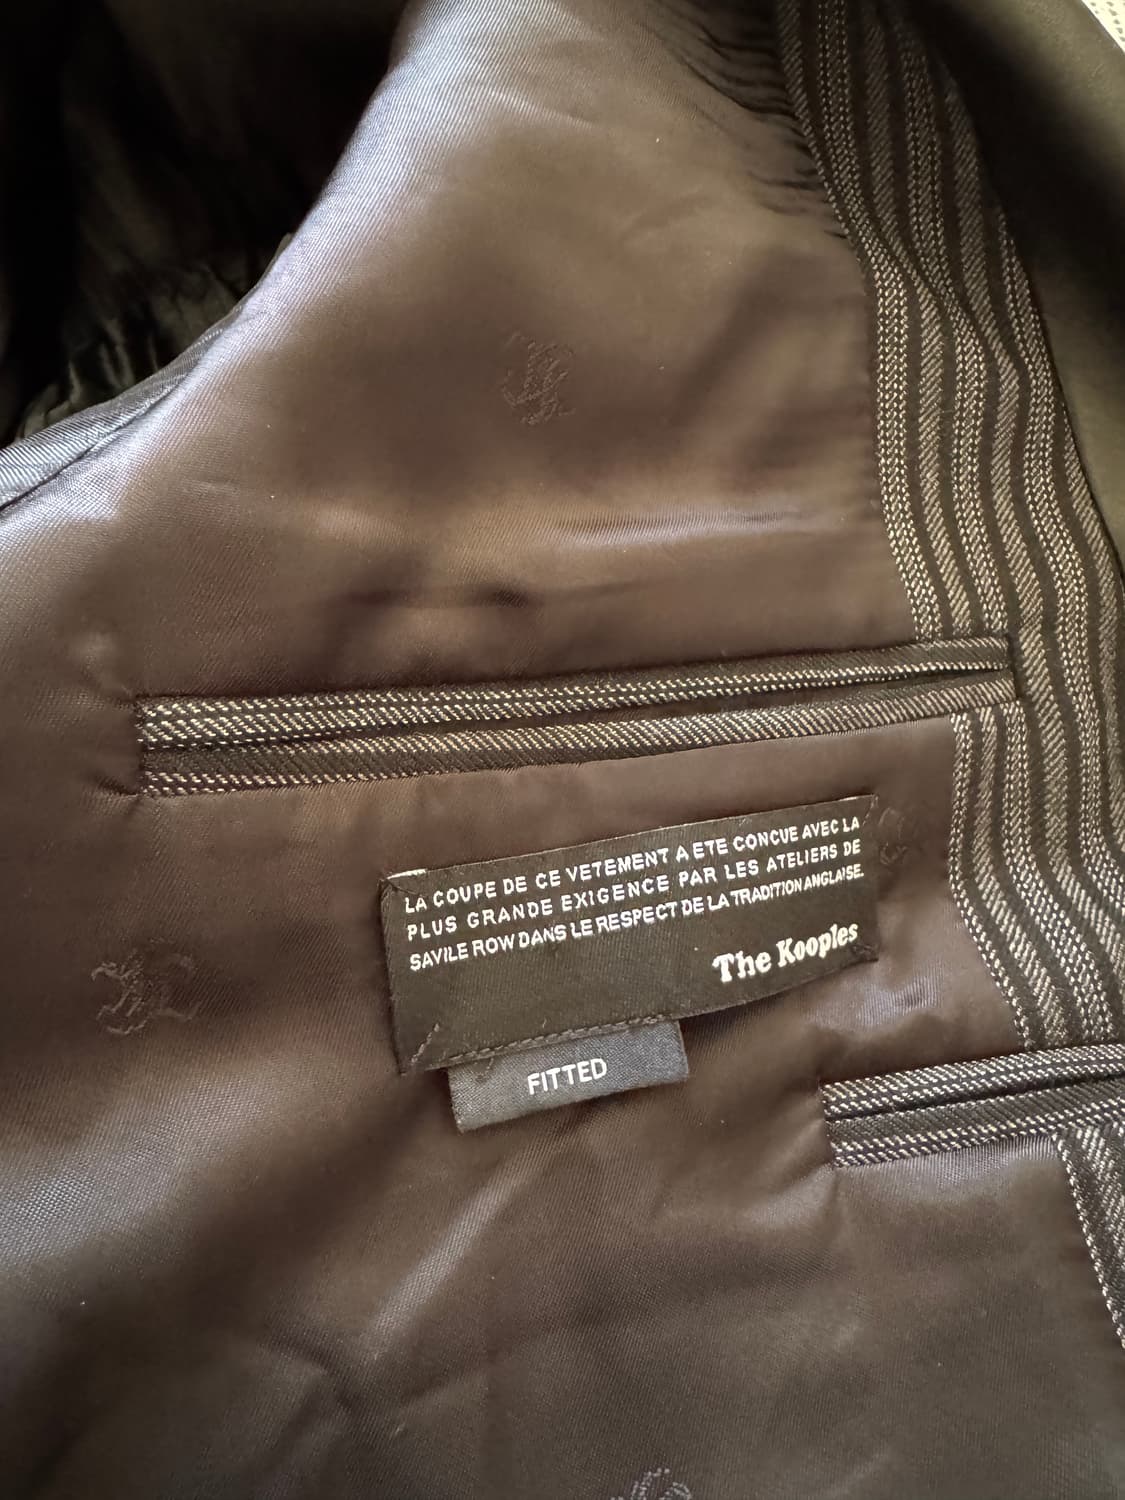 LA COUPE DE CE VETEMENT A ETE CONCUE AVEC LA
PLUS GRANDE EXIGENCE PAR LES ATELIERS DE
SAVILE ROW DANS LE RESPECT DE LA TRADITION ANGLAISE.
The Kooples
FITTED